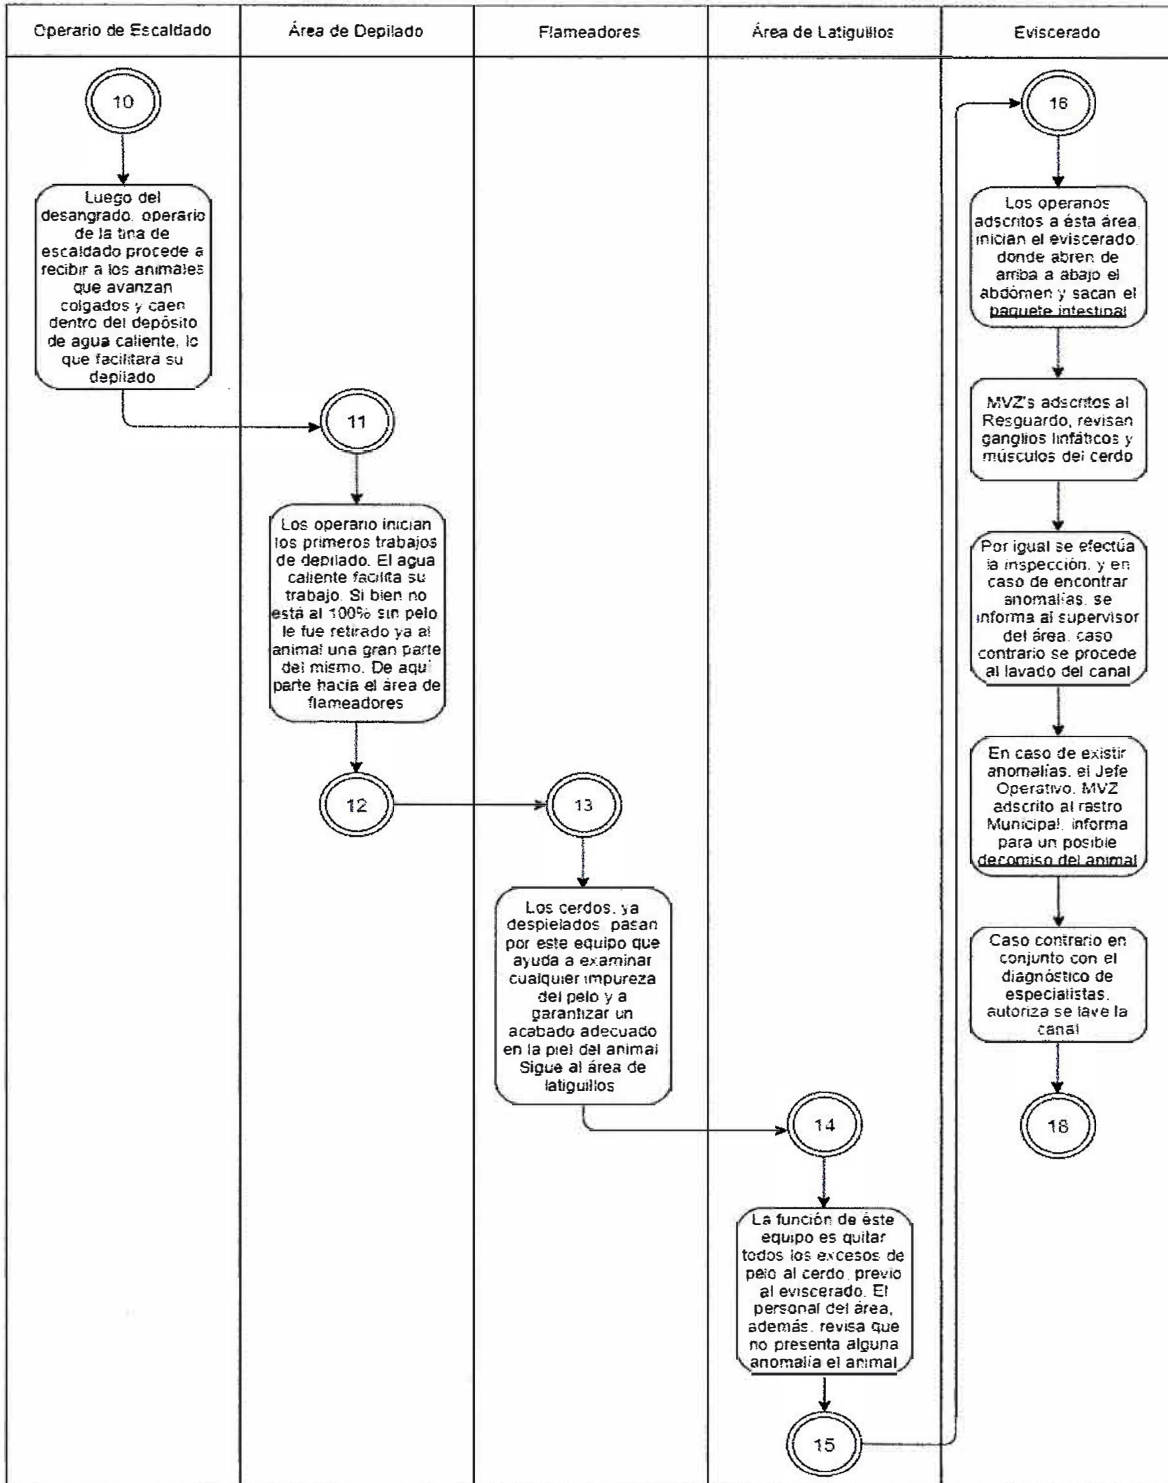 Operario de Escaldado
Área de Depilado
Flameadores
Área de Latiguillos
Eviscerado
10
Luego del
desangrado, operario
de la tina de
escaldado procede a
recibir a los animales
que avanzan
colgados y caen
dentro del depósito
de agua caliente, lo
que facilitara su
depilado
11
Los operario inician
los primeros trabajos
de depilado. El agua
caliente facilita su
trabajo. Si bien no
está al 100% sin pelo
le fue retirado ya al
animal una gran parte
del mismo. De aquí
parte hacia el área de
flameadores
12
13
Los cerdos, ya
despielados, pasan
por este equipo que
ayuda a examinar
cualquier impureza
del pelo y a
garantizar un
acabado adecuado
en la piel del animal
Sigue al área de
latiguillos
14
La función de éste
equipo es quitar
todos los excesos de
pelo al cerdo, previo
al eviscerado. El
personal del área,
además, revisa que
no presenta alguna
anomalía el animal
15
16
Los operarios
adscritos a ésta área,
inician el eviscerado,
donde abren de
arriba a abajo el
abdómen y sacan el
paquete intestinal
MVZ's adscritos al
Resguardo, revisan
ganglios linfáticos y
músculos del cerdo
Por igual se efectúa
la inspección, y en
caso de encontrar
anomalías, se
informa al supervisor
del área, caso
contrario se procede
al lavado del canal
En caso de existir
anomalías, el Jefe
Operativo, MVZ
adscrito al rastro
Municipal, informa
para un posible
decomiso del animal
Caso contrario en
conjunto con el
diagnóstico de
especialistas,
autoriza se lave la
canal
18